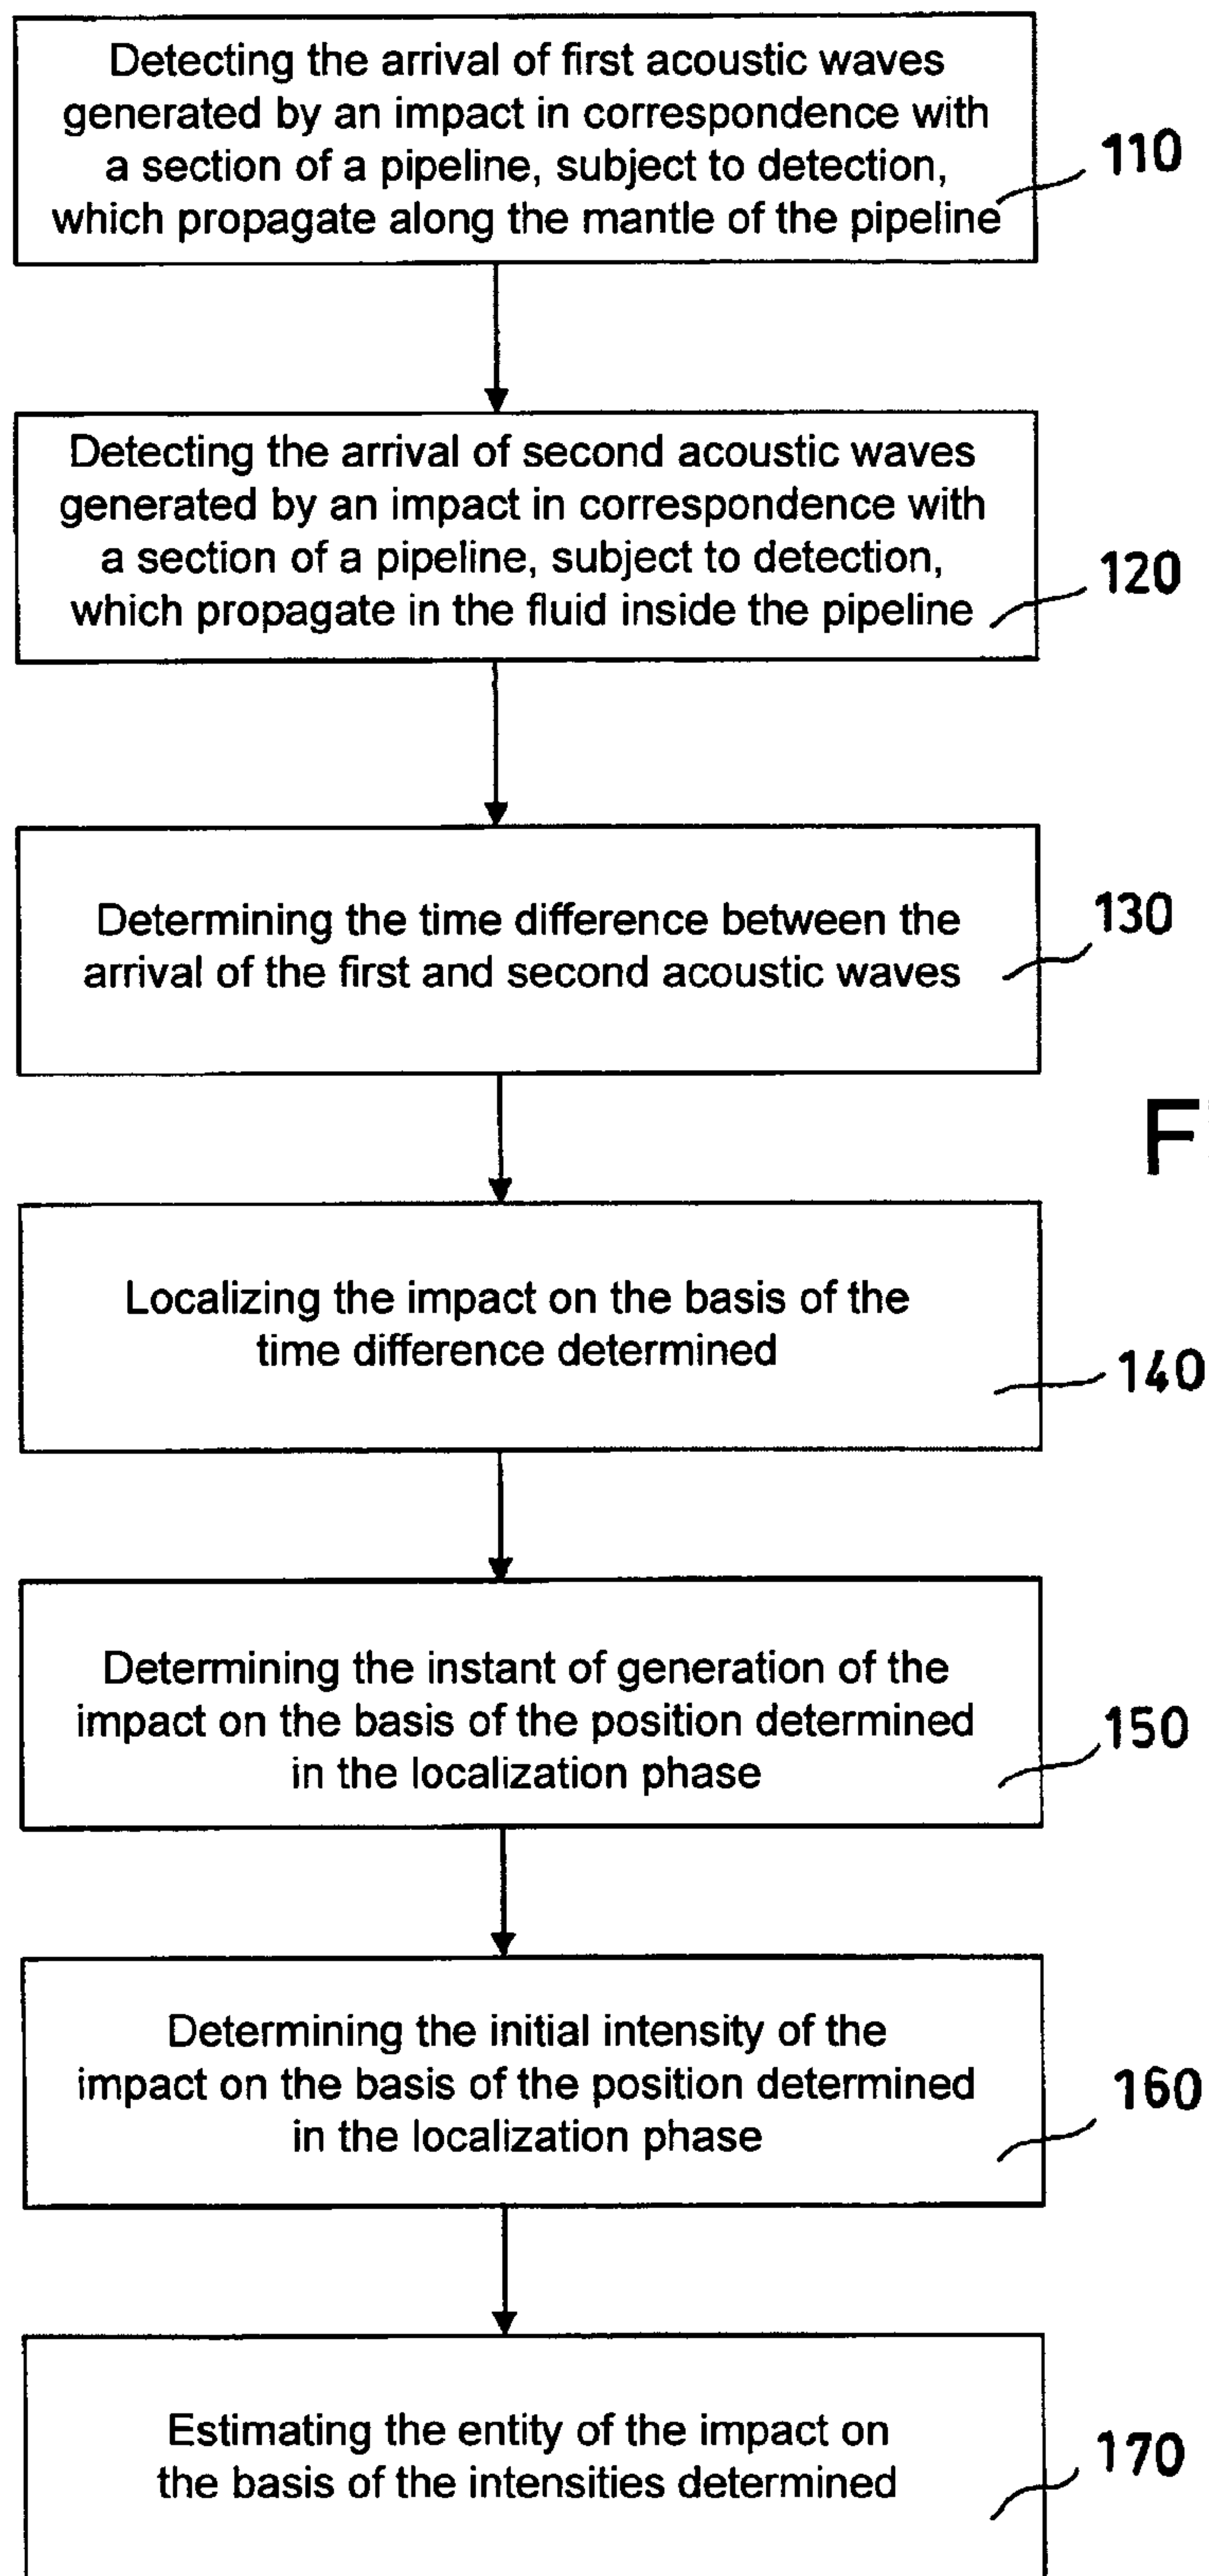 Detecting the arrival of first acoustic waves
generated by an impact in correspondence with
a section of a pipeline, subject to detection,
which propagate along the mantle of the pipeline
110
Detecting the arrival of second acoustic waves
generated by an impact in correspondence with
a section of a pipeline, subject to detection,
which propagate in the fluid inside the pipeline
120
Determining the time difference between the
arrival of the first and second acoustic waves
130
F
Localizing the impact on the basis of the
time difference determined
140
Determining the instant of generation of the
impact on the basis of the position determined
in the localization phase
150
Determining the initial intensity of the
impact on the basis of the position determined
in the localization phase
160
Estimating the entity of the impact on
the basis of the intensities determined
170